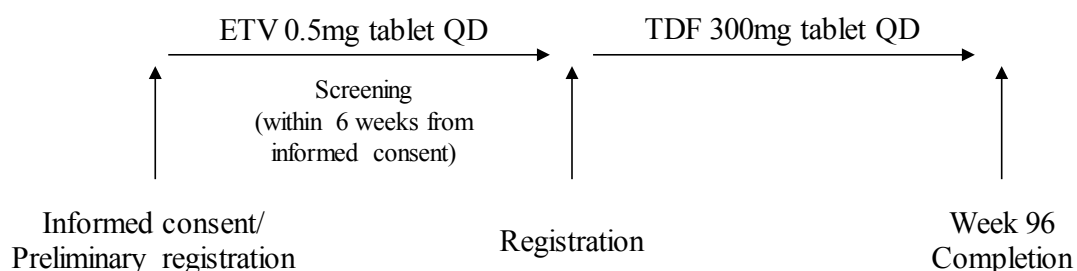 ETV 0.5mg tablet QD
TDF 300mg tablet QD
Screening
(within 6 weeks from
informed consent)
Informed consent/
Preliminary registration
Registration
Week 96
Completion